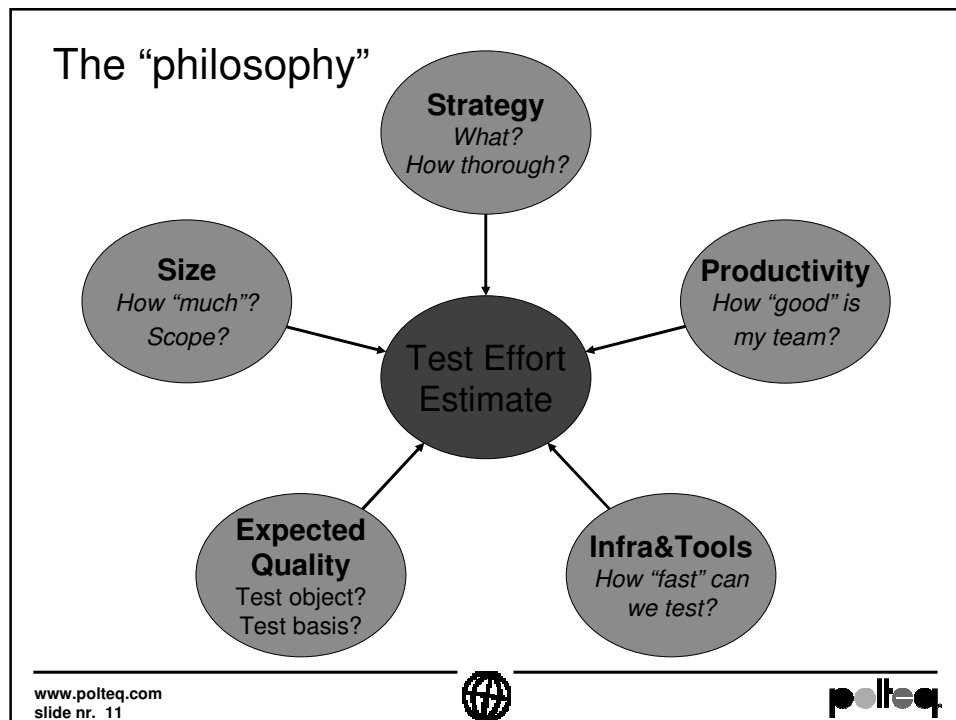 The “philosophy”
Strategy
What?
How thorough?
Size
How “much”?
Scope?
Productivity
How “good” is
my team?
Test Effort
Estimate
Expected
Quality
Test object?
Test basis?
Infra&Tools
How “fast” can
we test?
www.polteq.com
slide nr. 11
polteq